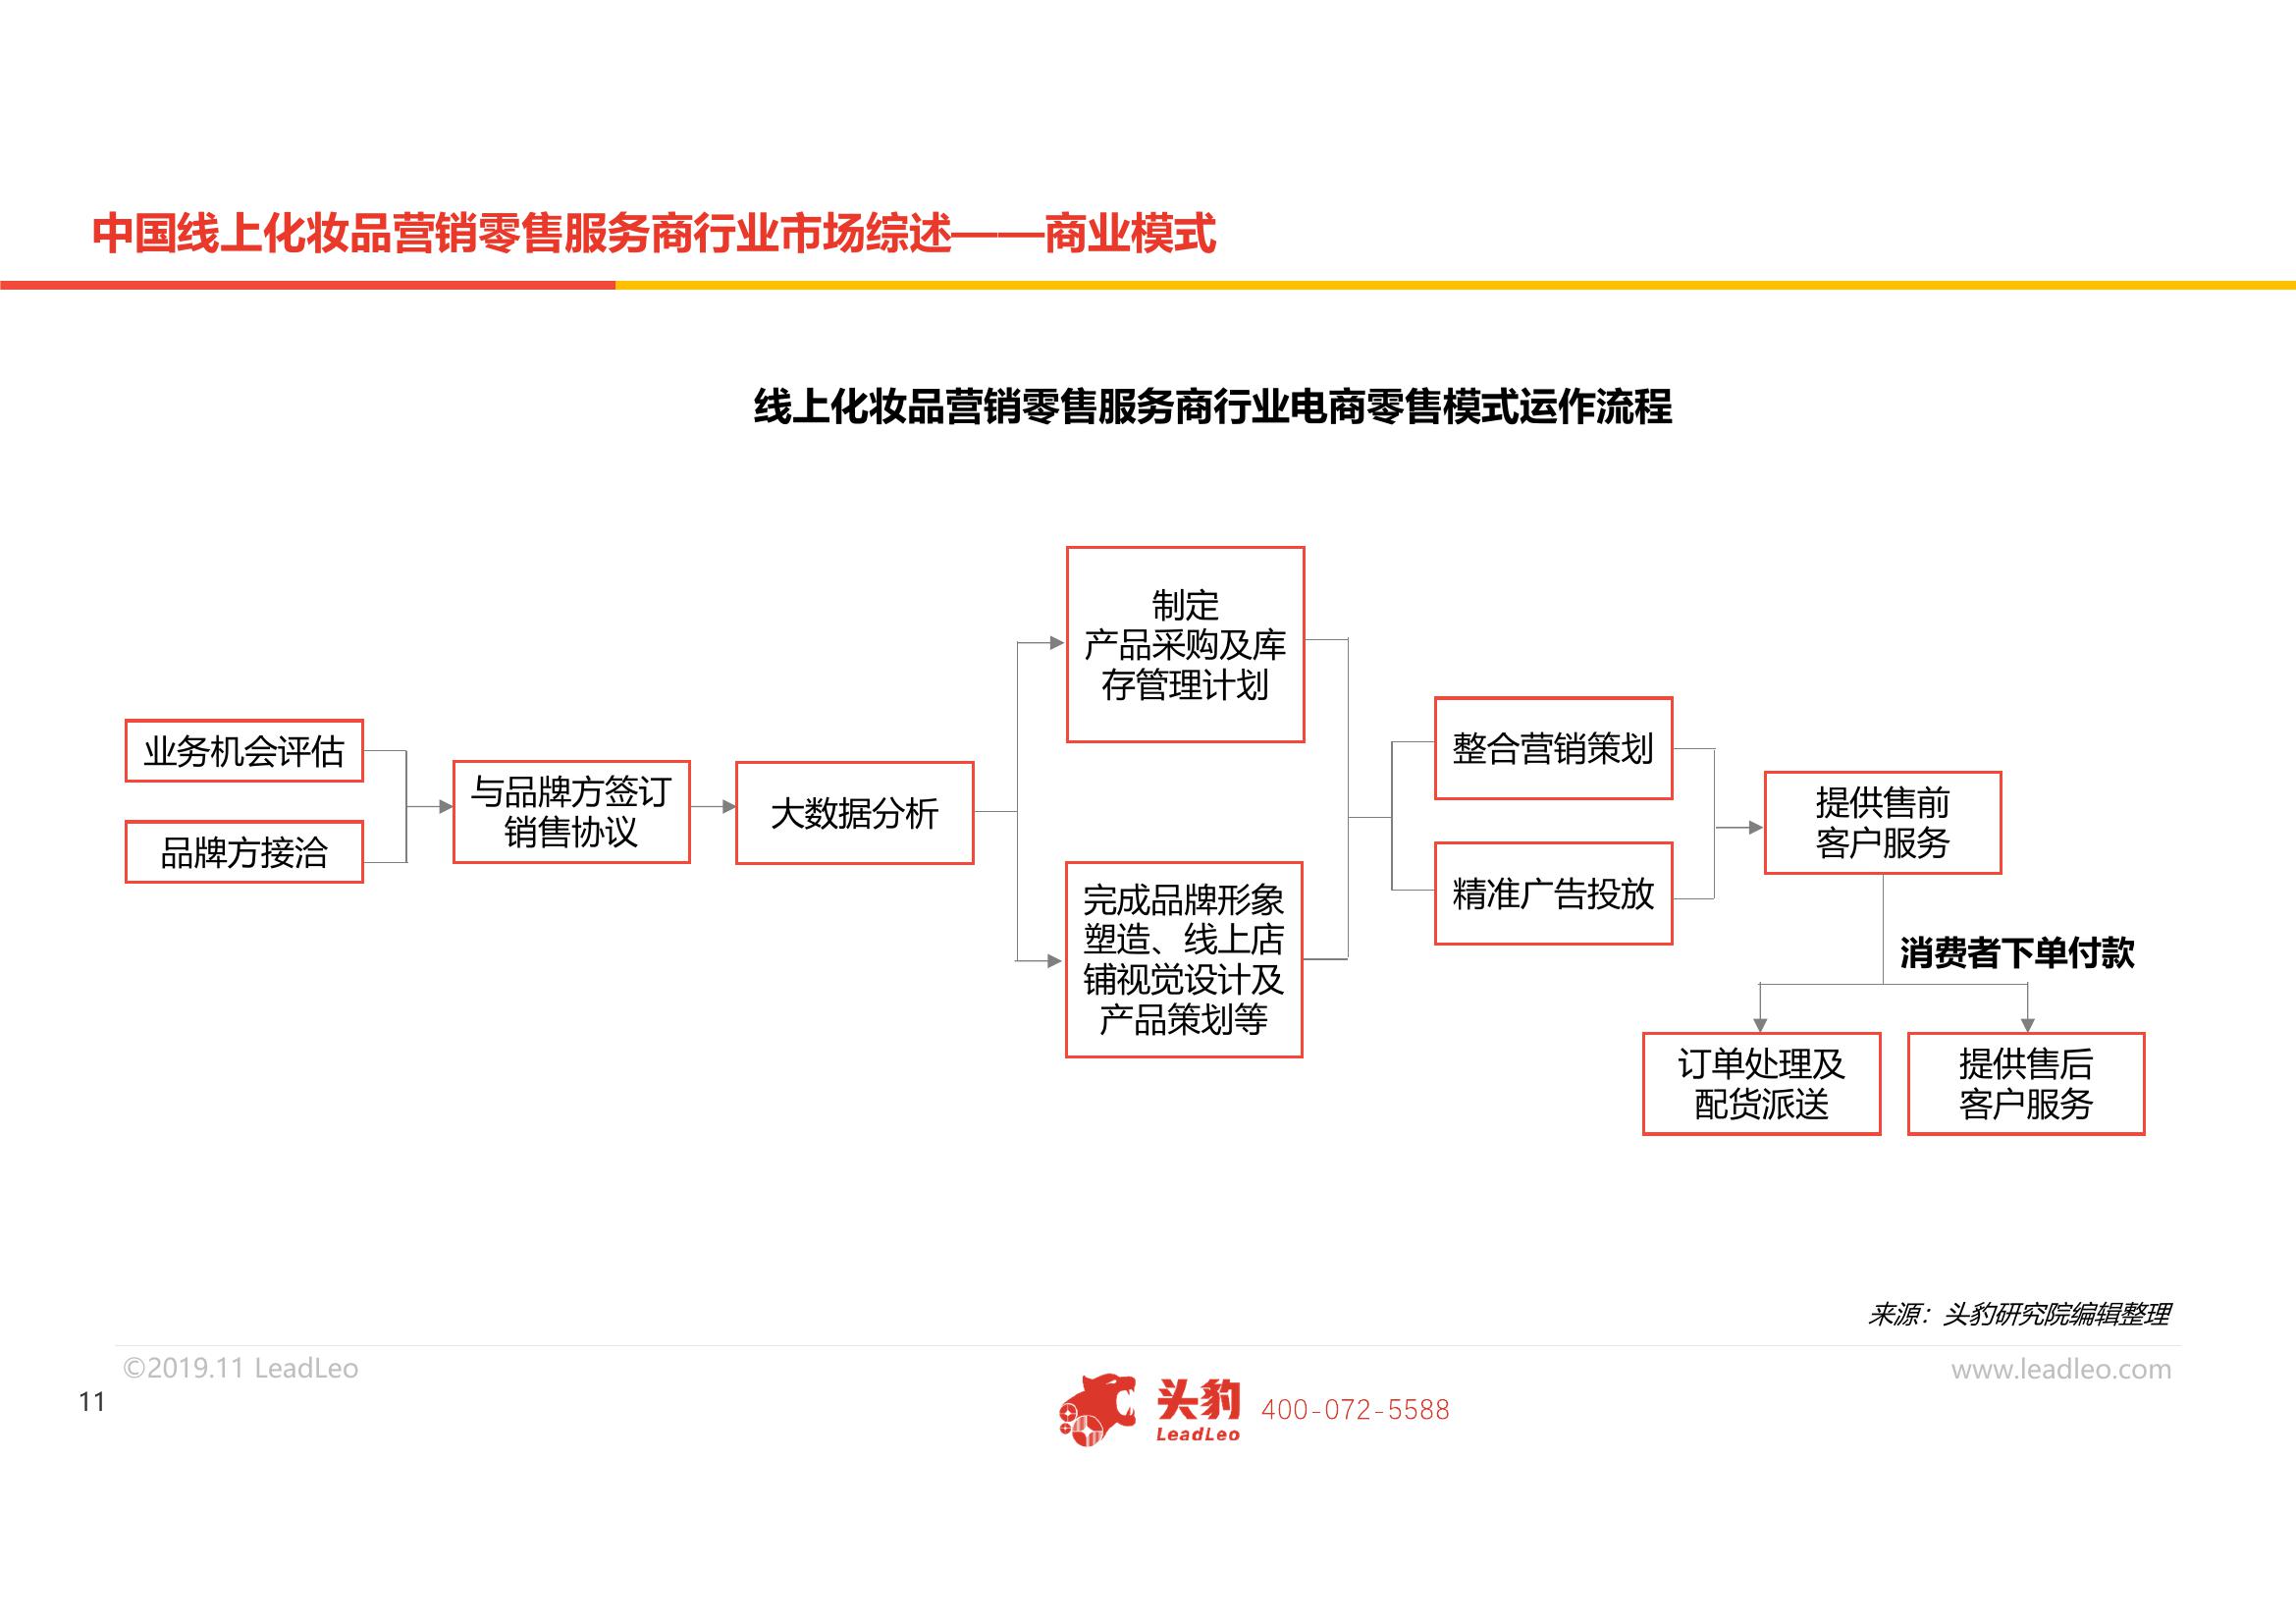 中国线上化妆品营销零售服务商行业市场综述——商业模式
线上化妆品营销零售服务商行业电商零售模式运作流程
业务机会评估
品牌方接洽
与品牌方签订
销售协议
大数据分析
制定
产品采购及库
存管理计划
完成品牌形象
塑造、线上店
铺视觉设计及
产品策划等
整合营销策划
精准广告投放
提供售前
客户服务
消费者下单付款
订单处理及
配货派送
提供售后
客户服务
来源：头豹研究院编辑整理
©2019.11 LeadLeo
www.leadleo.com
11
头豹
LeadLeo
400-072-5588